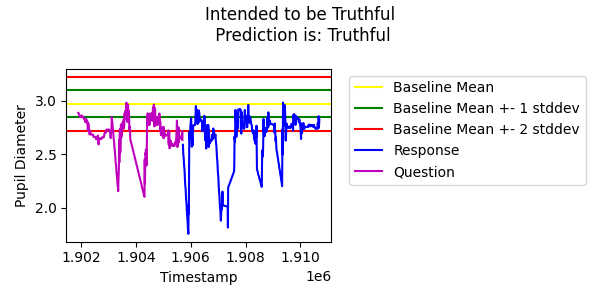 Intended to be Truthful
Prediction is: Truthful
Pupil Diameter
3.0
2.5
2.0
1.902 1.904 1.906 1.908 1.910
1e6
Timestamp
Baseline Mean
Baseline Mean +- 1 stddev
Baseline Mean +- 2 stddev
Response
Question